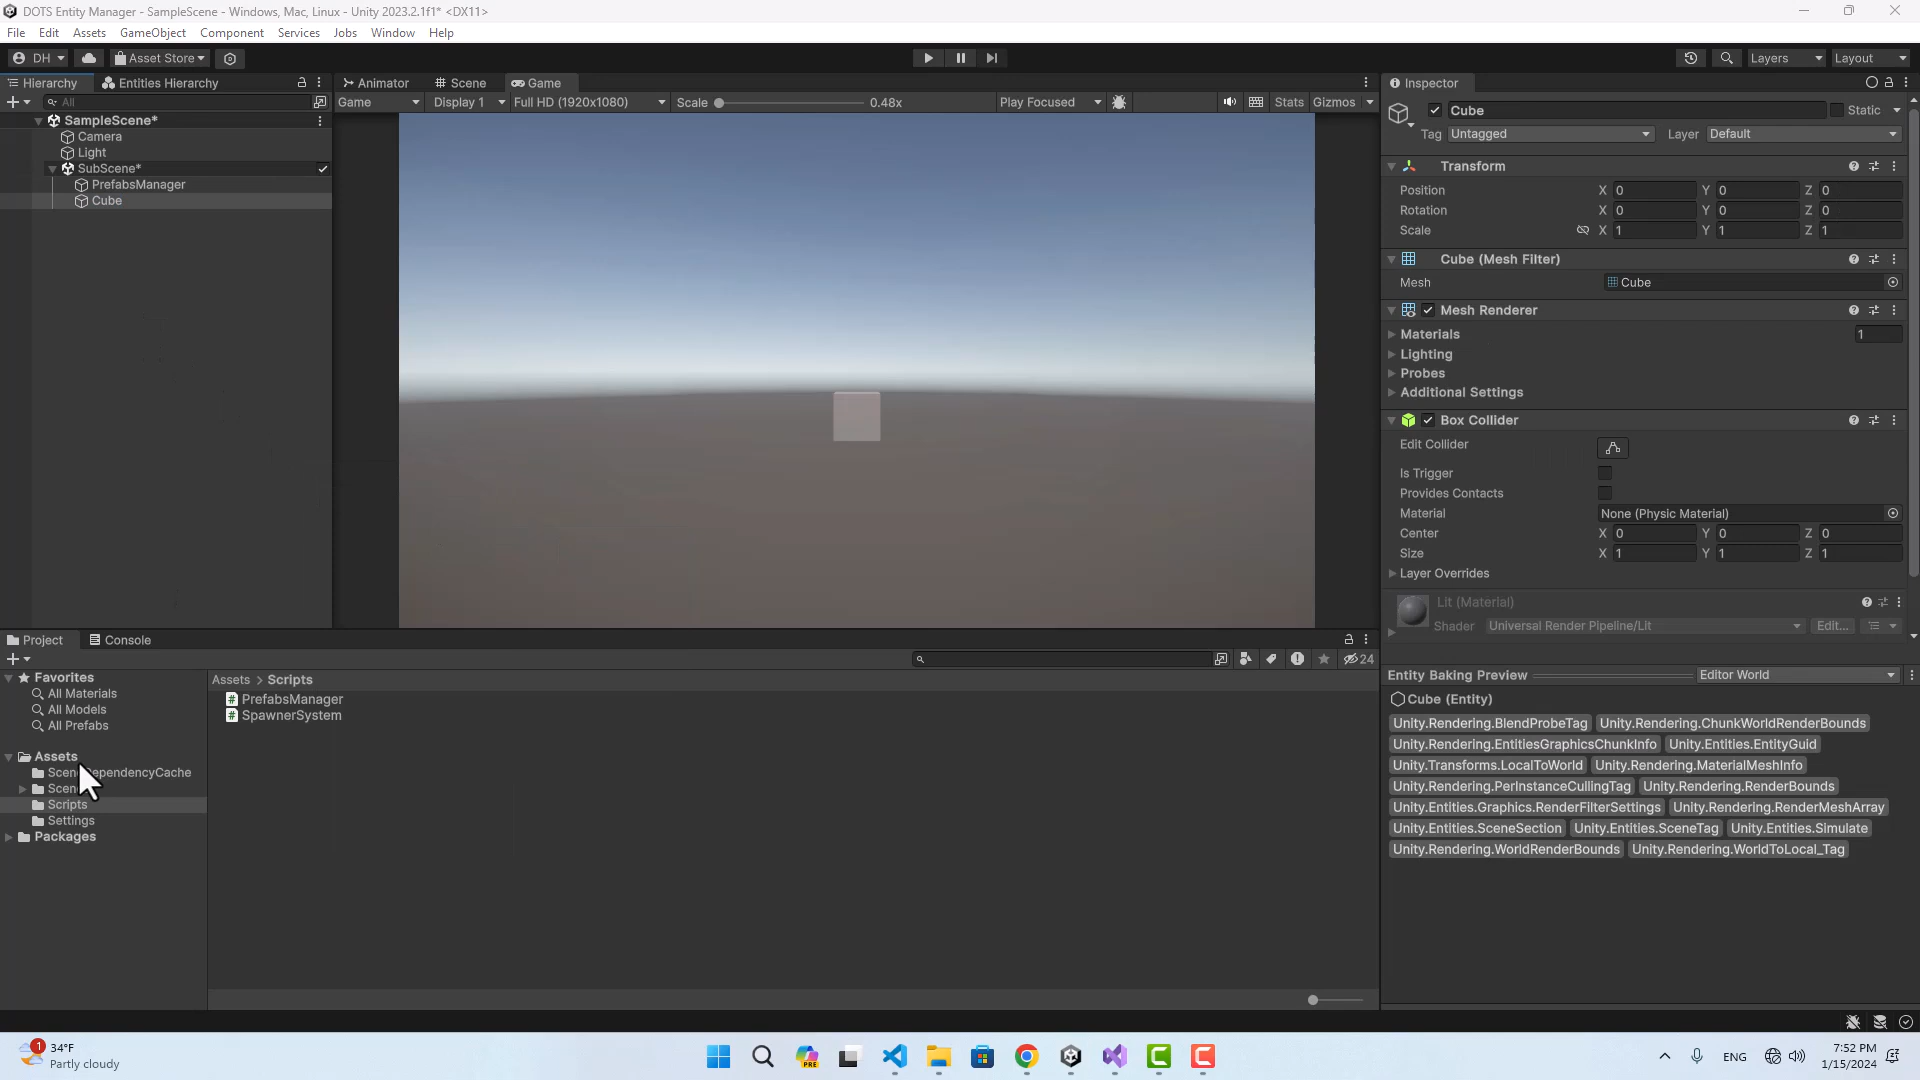 DOTS Entity Manager - SampleScene - Windows, Mac, Linux - Unity 2023.2.1f1* <DX11>
File Edit Assets GameObject Component Services Jobs Window Help
DH Asset Store Layers Layout
Hierarchy Entities Hierarchy
All
SampleScene*
Camera
Light
SubScene*
PrefabsManager
Cube
Animator Scene Game
Game Display 1 Full HD (1920x1080) Scale 0.48x Play Focused Stats Gizmos
Inspector
Cube Static
Tag Untagged Layer Default
Transform
Position X 0 Y 0 Z 0
Rotation X 0 Y 0 Z 0
Scale X 1 Y 1 Z 1
Cube (Mesh Filter)
Mesh Cube
Mesh Renderer
Materials 1
Lighting
Probes
Additional Settings
Box Collider
Edit Collider
Is Trigger
Provides Contacts
Material None (Physic Material)
Center X 0 Y 0 Z 0
Size X 1 Y 1 Z 1
Layer Overrides
Lit (Material)
Shader Universal Render Pipeline/Lit Edit...
Project Console
24
Favorites
All Materials
All Models
All Prefabs
Assets
ScenependencyCache
Scen
Scripts
Settings
Packages
Assets > Scripts
PrefabsManager
SpawnerSystem
Entity Baking Preview Editor World
Cube (Entity)
Unity.Rendering.BlendProbeTag Unity.Rendering.ChunkWorldRenderBounds
Unity.Rendering.EntitiesGraphicsChunkInfo Unity.Entities.EntityGuid
Unity.Transforms.LocalToWorld Unity.Rendering.MaterialMeshInfo
Unity.Rendering.PerInstanceCullingTag Unity.Rendering.RenderBounds
Unity.Entities.Graphics.RenderFilterSettings Unity.Rendering.RenderMeshArray
Unity.Entities.SceneSection Unity.Entities.SceneTag Unity.Entities.Simulate
Unity.Rendering.WorldRenderBounds Unity.Rendering.WorldToLocal_Tag
1 34°F
Partly cloudy
PRE
ENG
7:52 PM
1/15/2024